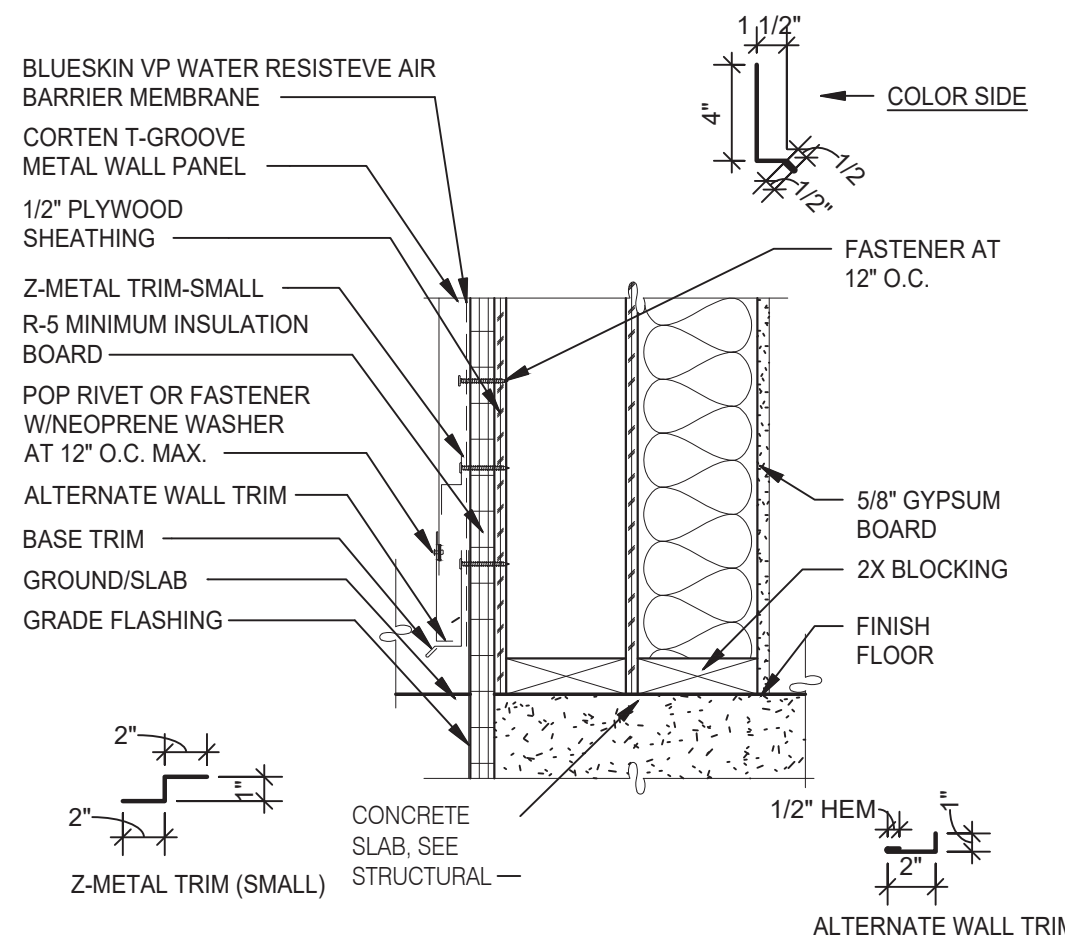 BLUESKIN VP WATER RESISTEVE AIR
BARRIER MEMBRANE
CORTEN T-GROOVE
METAL WALL PANEL
1/2" PLYWOOD
SHEATHING
Z-METAL TRIM-SMALL
R-5 MINIMUM INSULATION
BOARD
POP RIVET OR FASTENER
W/NEOPRENE WASHER
AT 12" O.C. MAX.
ALTERNATE WALL TRIM
BASE TRIM
GROUND/SLAB
GRADE FLASHING
1 1/2"
4"
COLOR SIDE
1/2
1/2"
FASTENER AT
12" O.C.
5/8" GYPSUM
BOARD
2X BLOCKING
FINISH
FLOOR
2"
1"
2"
Z-METAL TRIM (SMALL)
CONCRETE
SLAB, SEE
STRUCTURAL
1/2" HEM
1"
2"
ALTERNATE WALL TRIM